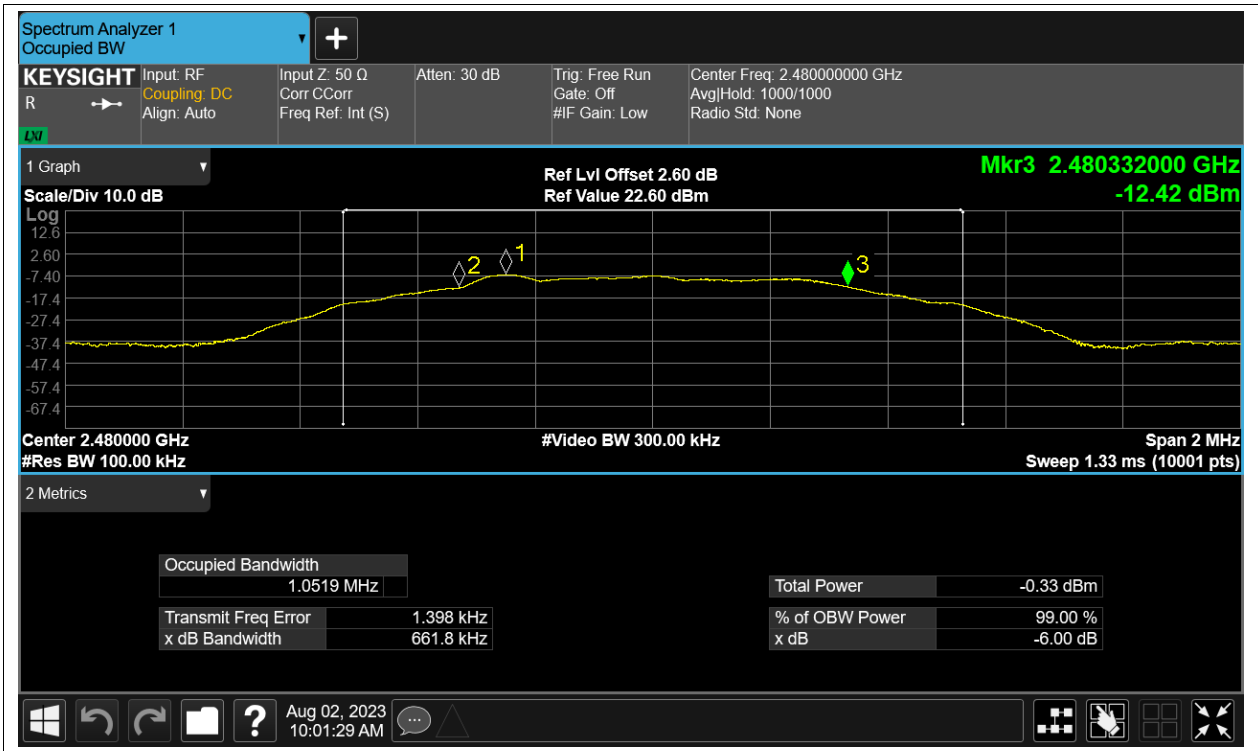 Spectrum Analyzer 1
Occupied BW
KEYSIGHT
R
LXI
Input: RF
Coupling: DC
Align: Auto
Input Z: 50 Ω
Corr CCorr
Freq Ref: Int (S)
Atten: 30 dB
Trig: Free Run
Gate: Off
#IF Gain: Low
Center Freq: 2.480000000 GHz
Avg|Hold: 1000/1000
Radio Std: None
1 Graph
Scale/Div 10.0 dB
Ref Lvl Offset 2.60 dB
Ref Value 22.60 dBm
Mkr3 2.480332000 GHz
-12.42 dBm
Log
12.6
2.60
-7.40
-17.4
-27.4
-37.4
-47.4
-57.4
-67.4
2
1
3
Center 2.480000 GHz
#Res BW 100.00 kHz
#Video BW 300.00 kHz
Span 2 MHz
Sweep 1.33 ms (10001 pts)
2 Metrics
Occupied Bandwidth
1.0519 MHz
Transmit Freq Error 1.398 kHz
x dB Bandwidth 661.8 kHz
Total Power -0.33 dBm
% of OBW Power 99.00 %
x dB -6.00 dB
?
Aug 02, 2023
10:01:29 AM